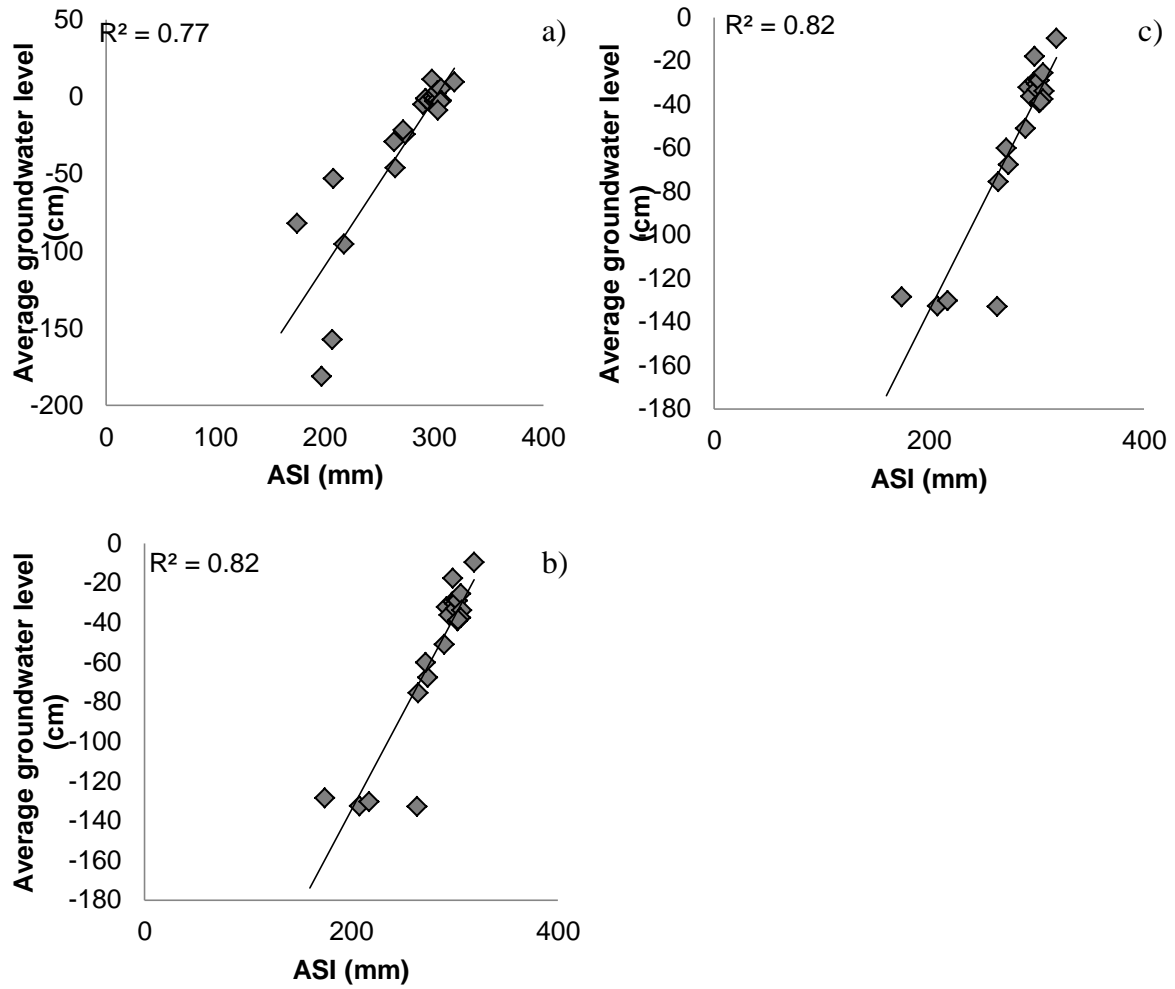 R² = 0.77
a)
50
0
-50
-100
-150
-200
Average groundwater level
(cm)
0
100
200
300
400
ASI (mm)
R² = 0.82
c)
0
-20
-40
-60
-80
-100
-120
-140
-160
-180
Average groundwater level
(cm)
0
200
400
ASI (mm)
R² = 0.82
b)
0
-20
-40
-60
-80
-100
-120
-140
-160
-180
Average groundwater level
(cm)
0
200
400
ASI (mm)